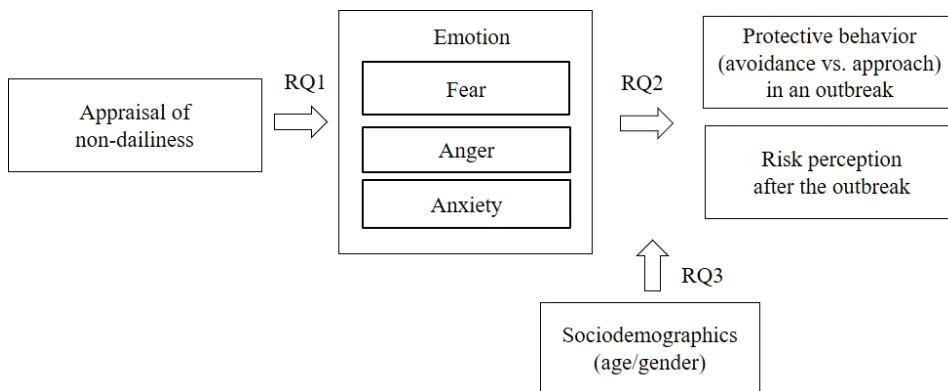 Appraisal of
non-dailiness
RQ1
Emotion
Fear
Anger
Anxiety
RQ2
Protective behavior
(avoidance vs. approach)
in an outbreak
Risk perception
after the outbreak
RQ3
Sociodemographics
(age/gender)